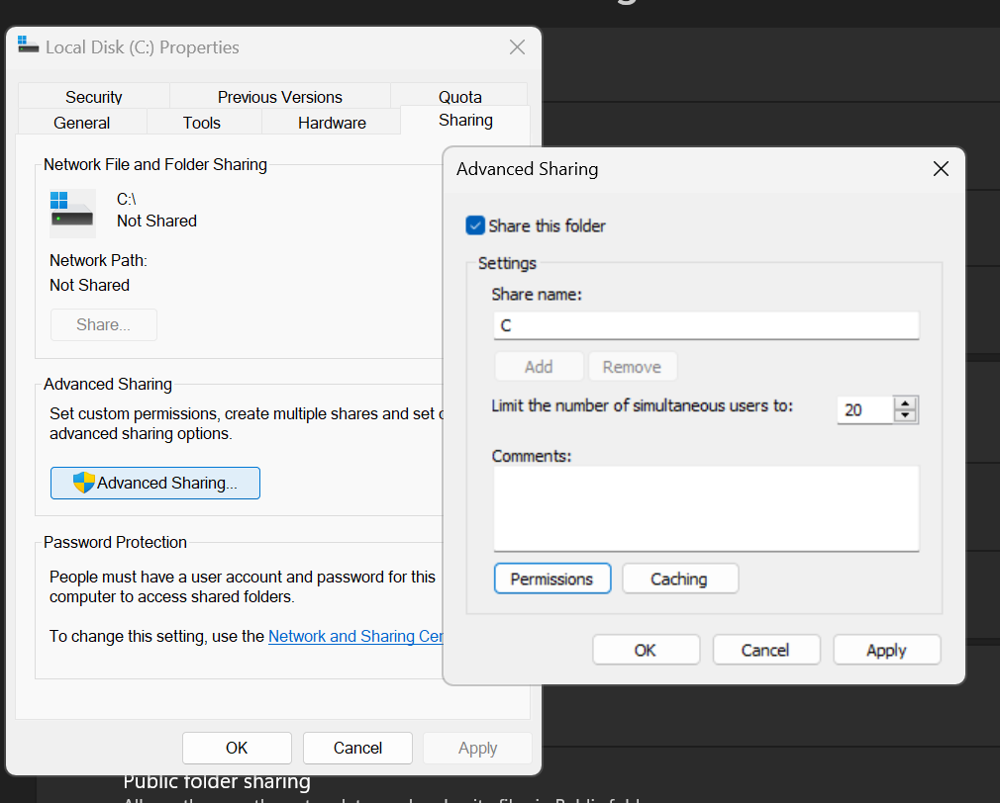 Local Disk (C:) Properties
Security
Previous Versions
Quota
General
Tools
Hardware
Sharing
Network File and Folder Sharing
C:\
Not Shared
Network Path:
Not Shared
Share...
Advanced Sharing
Set custom permissions, create multiple shares and set
advanced sharing options.
Advanced Sharing...
Password Protection
People must have a user account and password for this
computer to access shared folders.
To change this setting, use the Network and Sharing Cen
OK
Cancel
Apply
Advanced Sharing
Share this folder
Settings
Share name:
C
Add
Remove
Limit the number of simultaneous users to:
20
Comments:
Permissions
Caching
OK
Cancel
Apply
Public folder sharing